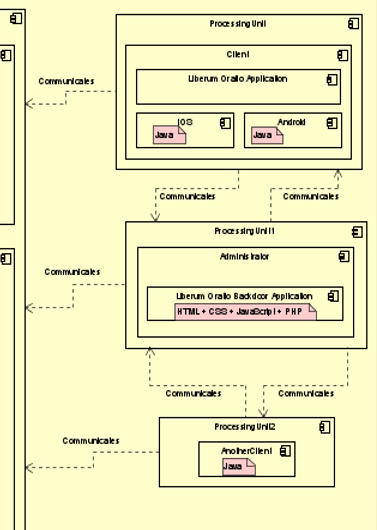 Processing Unit
Client
Communicates
Liberum Oratio Application
IOS
Android
Java
Java
Communicates
Communicates
Processing Unit1
Administrator
Communicates
Liberum Oratio Backdoor Application
HTML + CSS + JavaScript + PHP
Communicates
Communicates
Processing Unit2
Communicates
AnotherClient
Java